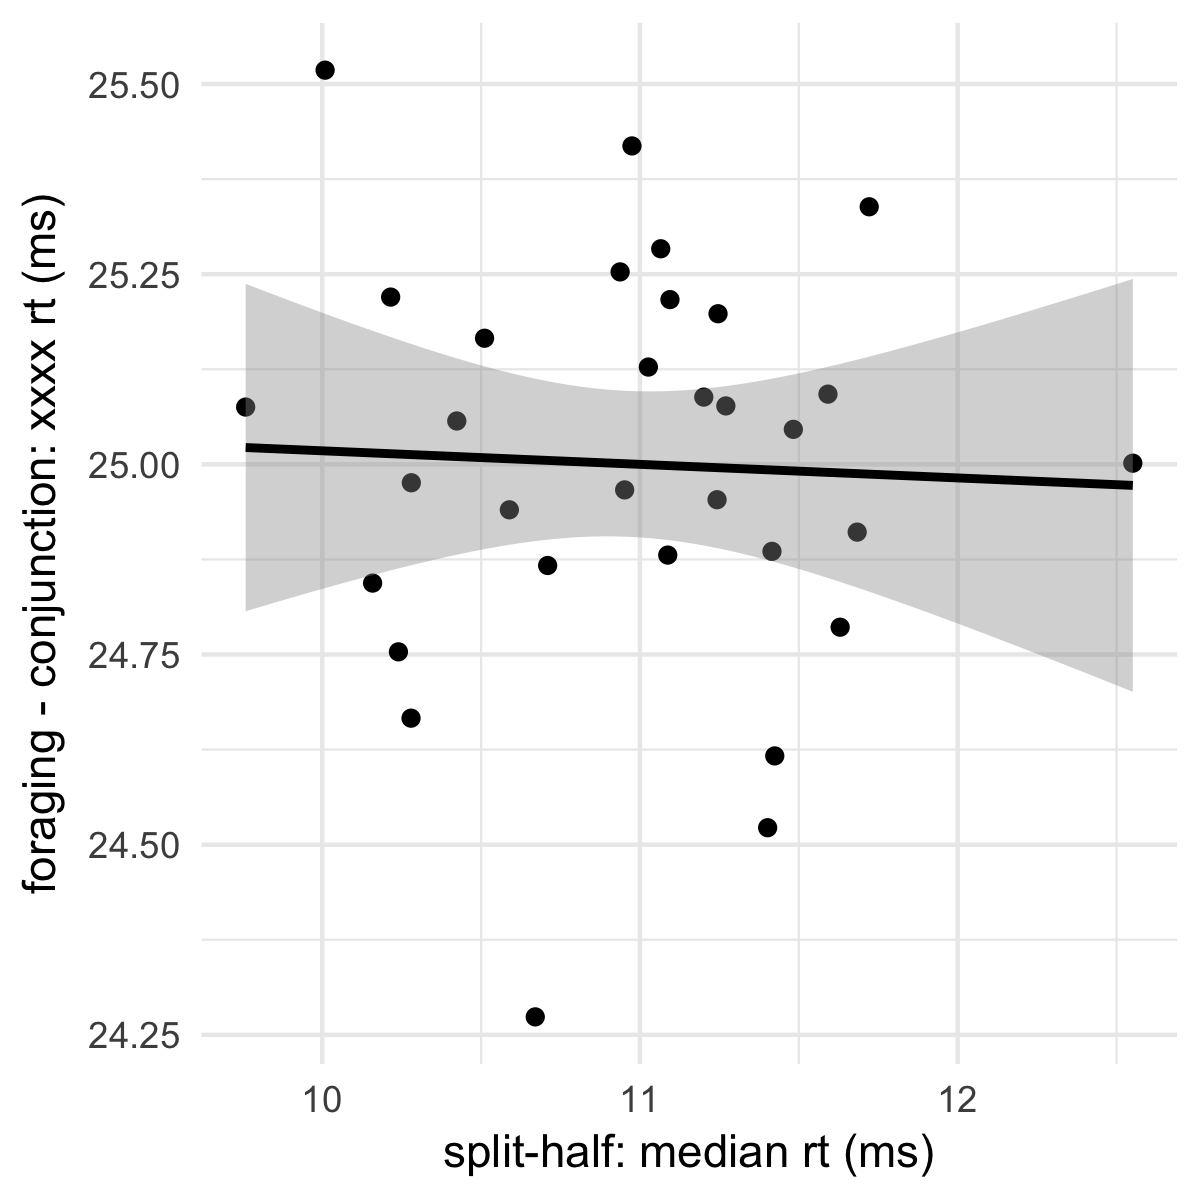 25.50
25.25
25.00
24.75
24.50
24.25
foraging - conjunction: xxxx rt (ms)
10 11 12
split-half: median rt (ms)